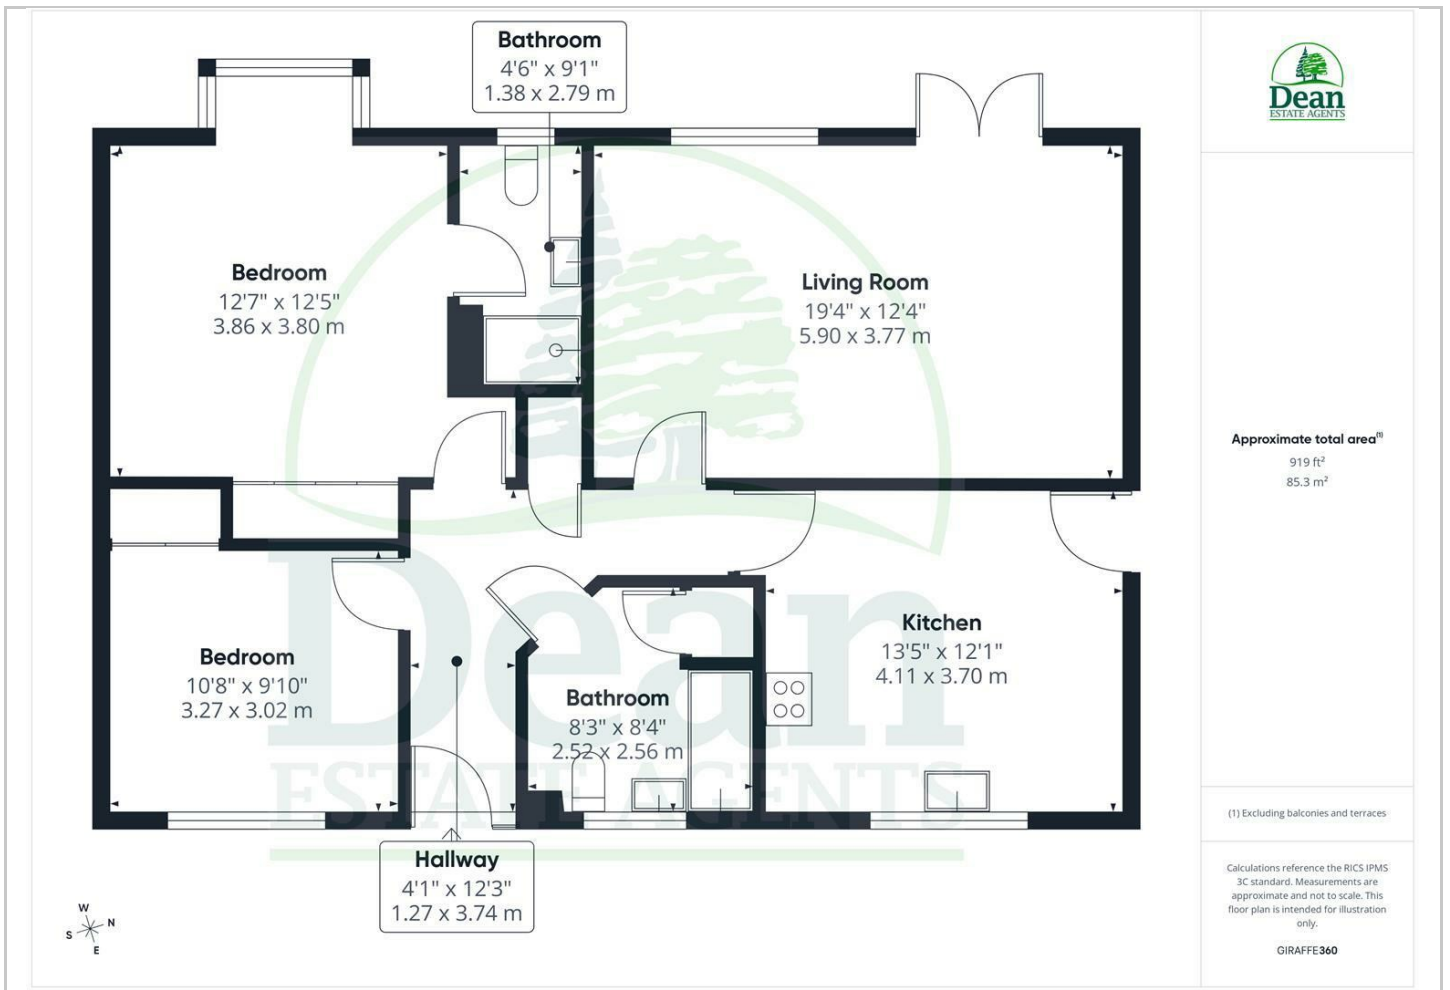 Bathroom
4'6" x 9'1"
1.38 x 2.79 m
Dean
ESTATE AGENTS
Bedroom
12'7" x 12'5"
3.86 x 3.80 m
Living Room
19'4" x 12'4"
5.90 x 3.77 m
Approximate total area(1)
919 ft²
85.3 m²
Bedroom
10'8" x 9'10"
3.27 x 3.02 m
Bathroom
8'3" x 8'4"
2.52 x 2.56 m
Kitchen
13'5" x 12'1"
4.11 x 3.70 m
Dean
ESTATE AGENTS
Hallway
4'1" x 12'3"
1.27 x 3.74 m
W
N
S
E
(1) Excluding balconies and terraces
Calculations reference the RICS IPMS
3C standard. Measurements are
approximate and not to scale. This
floor plan is intended for illustration
only.
GIRAFFE360